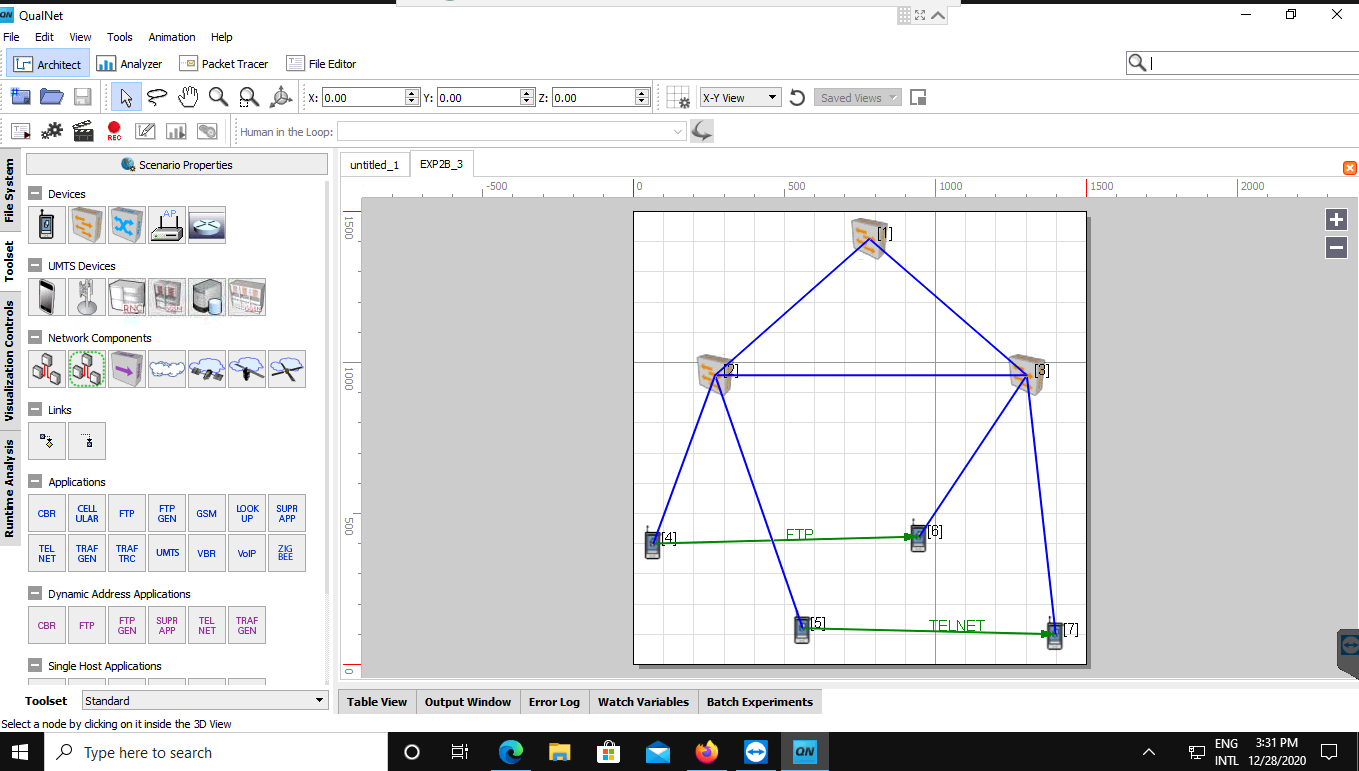 QN QualNet
File Edit View Tools Animation Help
Architect Analyzer Packet Tracer File Editor
X: 0.00 Y: 0.00 Z: 0.00 X-Y View Saved Views
REC Human in the Loop:
File System
Toolset
Visualization Controls
Runtime Analysis
Scenario Properties
Devices
AP
UMTS Devices
RNC
Network Components
Links
Applications
CBR CELL ULAR FTP FTP GEN GSM LOOK UP SUPR APP
TEL NET TRAF GEN TRAF TRC UMTS VBR VoIP ZIG BEE
Dynamic Address Applications
CBR FTP FTP GEN SUPR APP TEL NET TRAF GEN
Single Host Applications
Toolset Standard
untitled_1 EXP2B_3
-500 0 500 1000 1500 2000
1500
1000
500
0
[1]
[2] [3]
[4] FTP [6]
[5] TELNET [7]
Table View Output Window Error Log Watch Variables Batch Experiments
Select a node by clicking on it inside the 3D View
Type here to search
QN
ENG 3:31 PM
INTL 12/28/2020